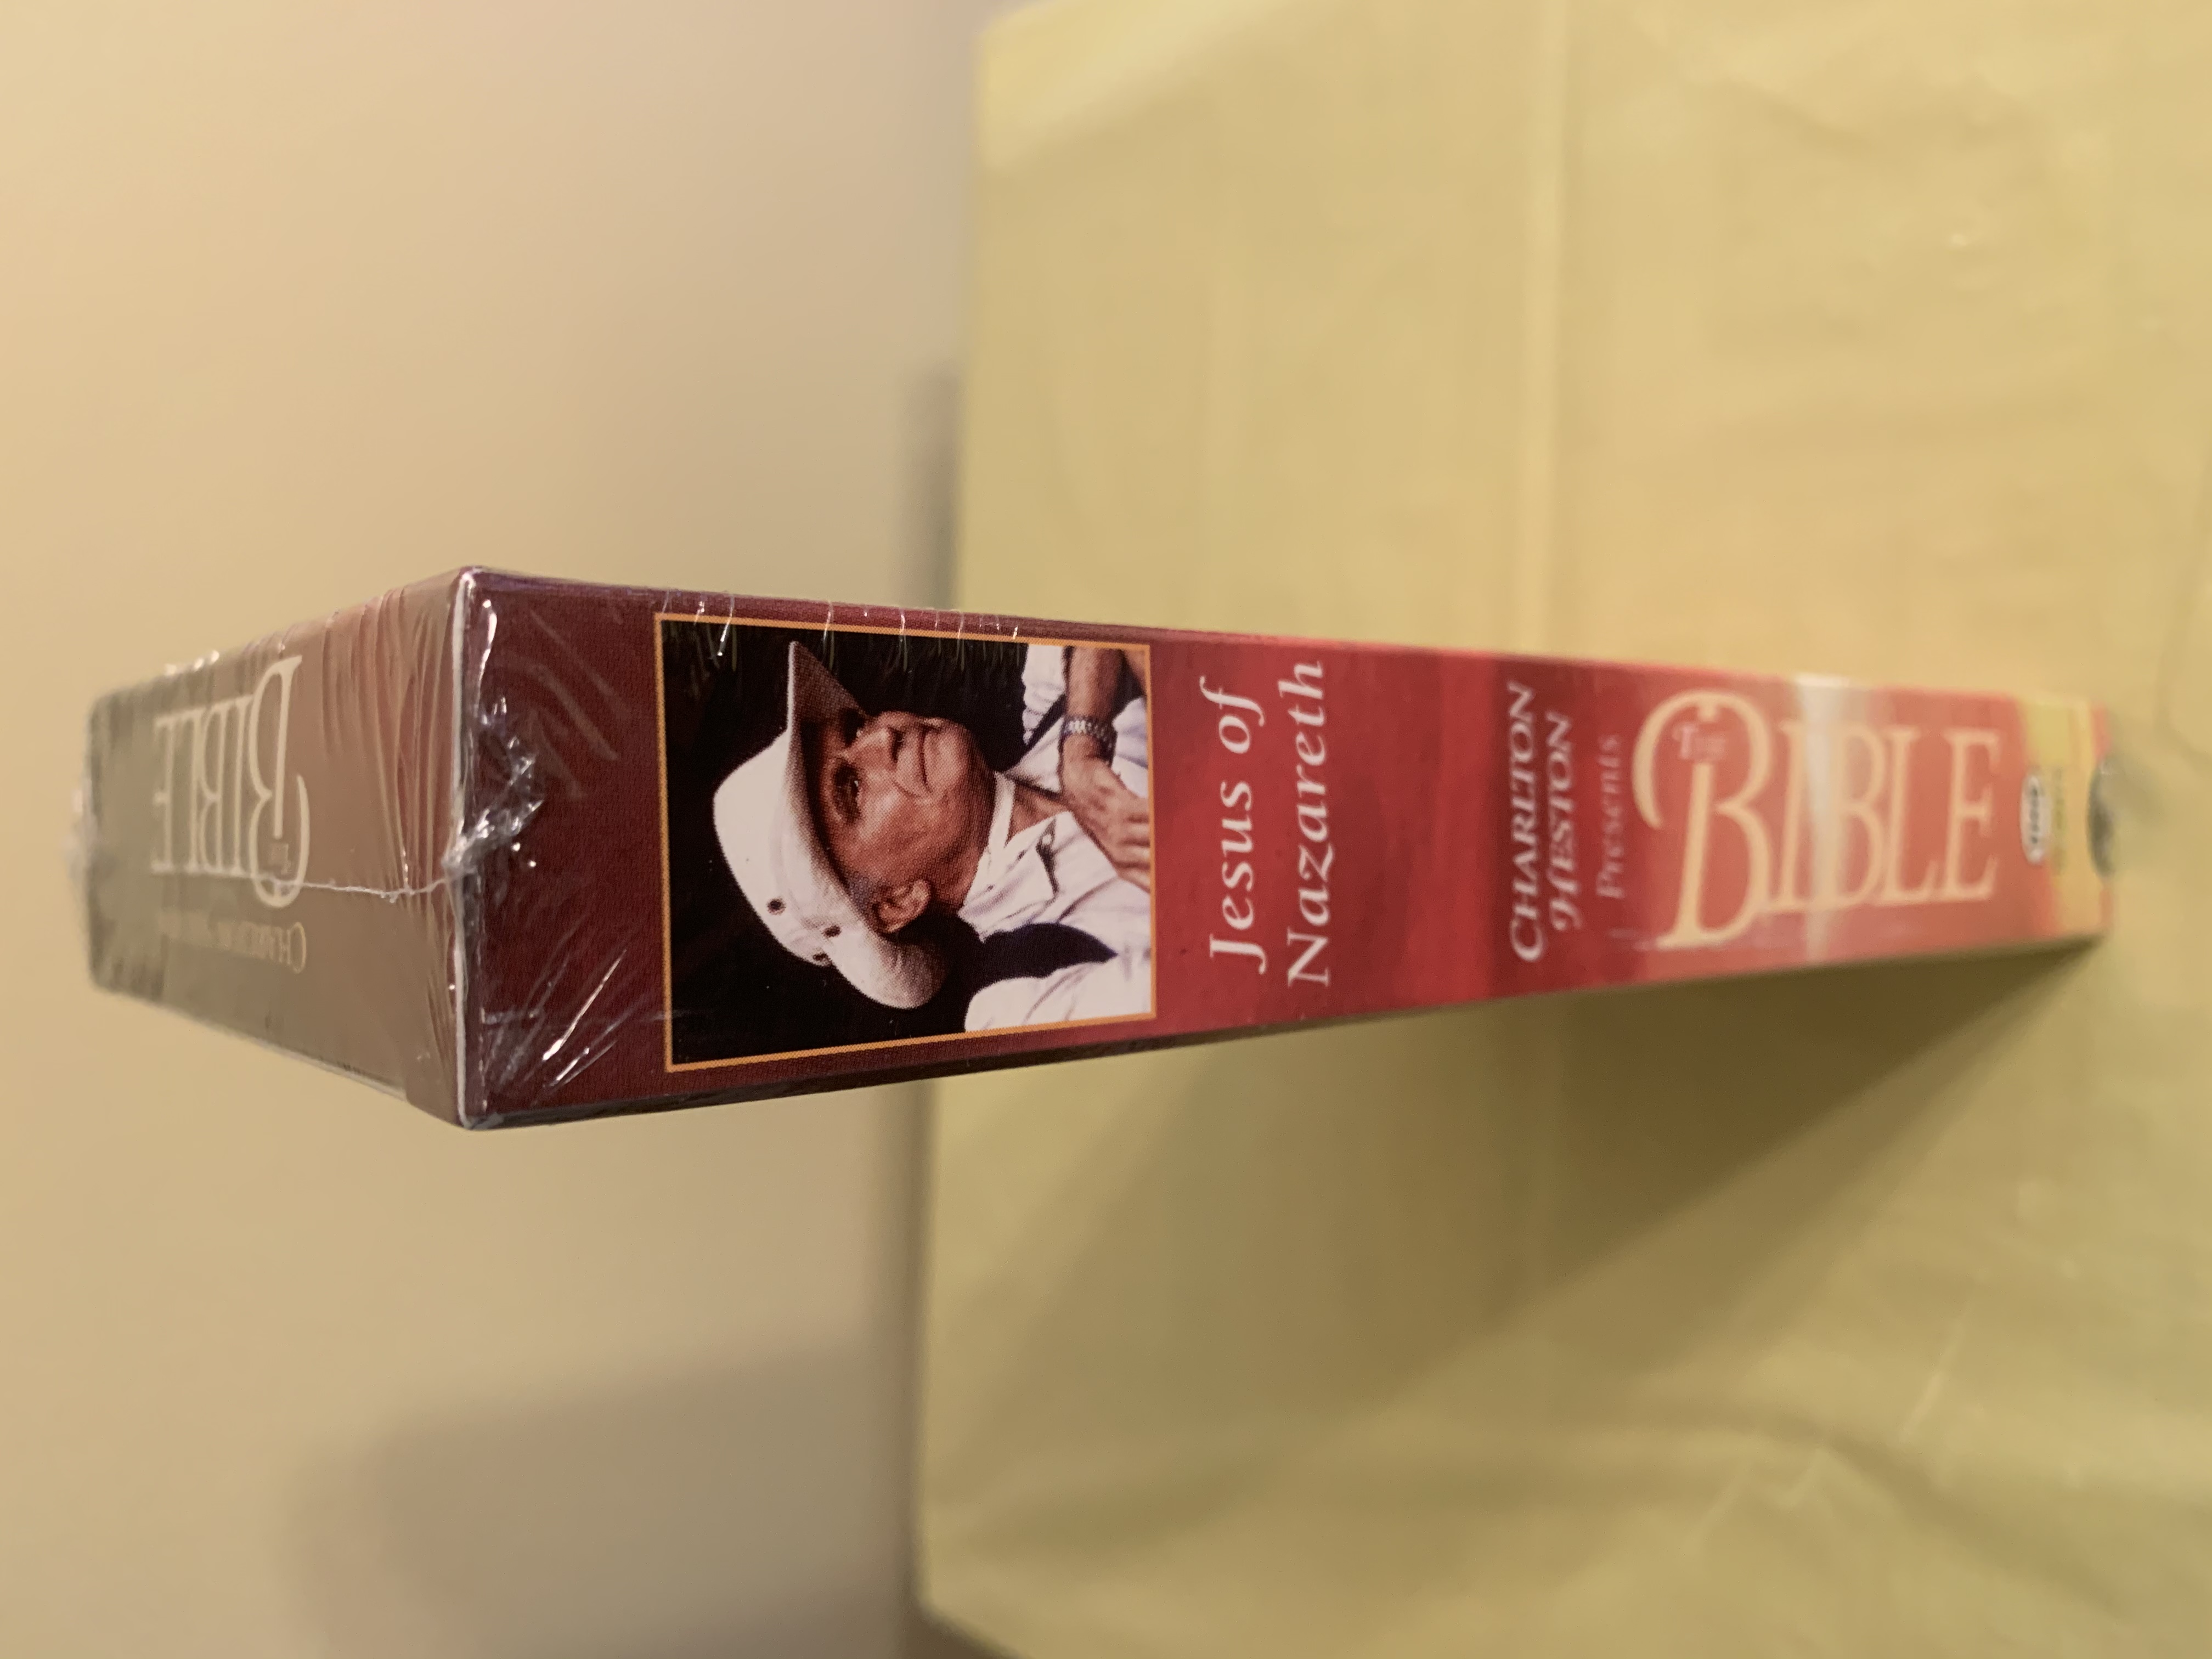 Jesus of
Nazareth
CHARLTON
HESTON
Presents
THE
BIBLE
THE
BIBLE